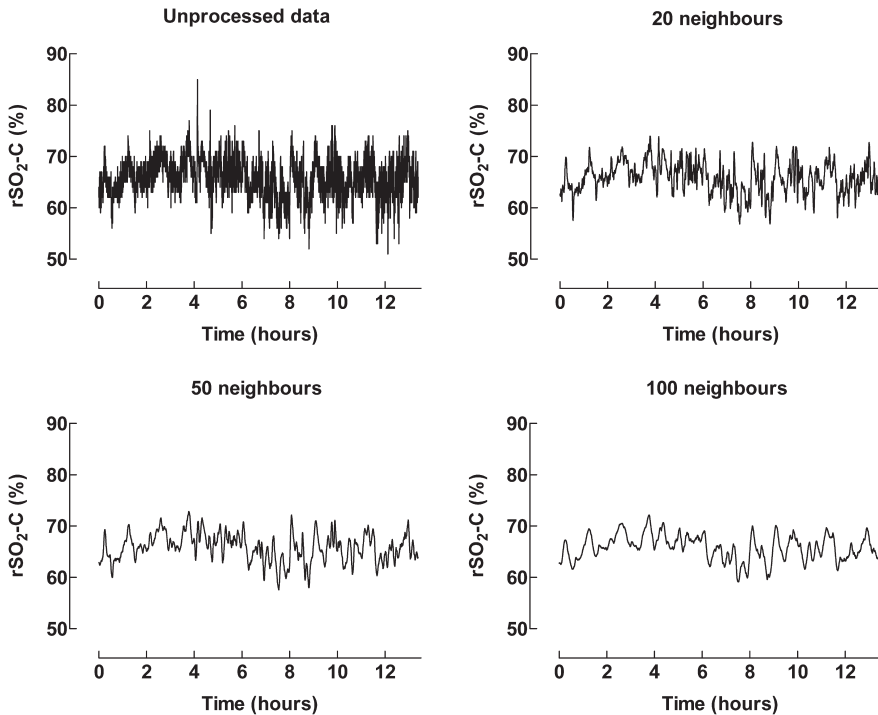 Unprocessed data
90
80
70
60
50
rSO2-C (%)
0 2 4 6 8 10 12
Time (hours)
20 neighbours
90
80
70
60
50
rSO2-C (%)
0 2 4 6 8 10 12
Time (hours)
50 neighbours
90
80
70
60
50
rSO2-C (%)
0 2 4 6 8 10 12
Time (hours)
100 neighbours
90
80
70
60
50
rSO2-C (%)
0 2 4 6 8 10 12
Time (hours)